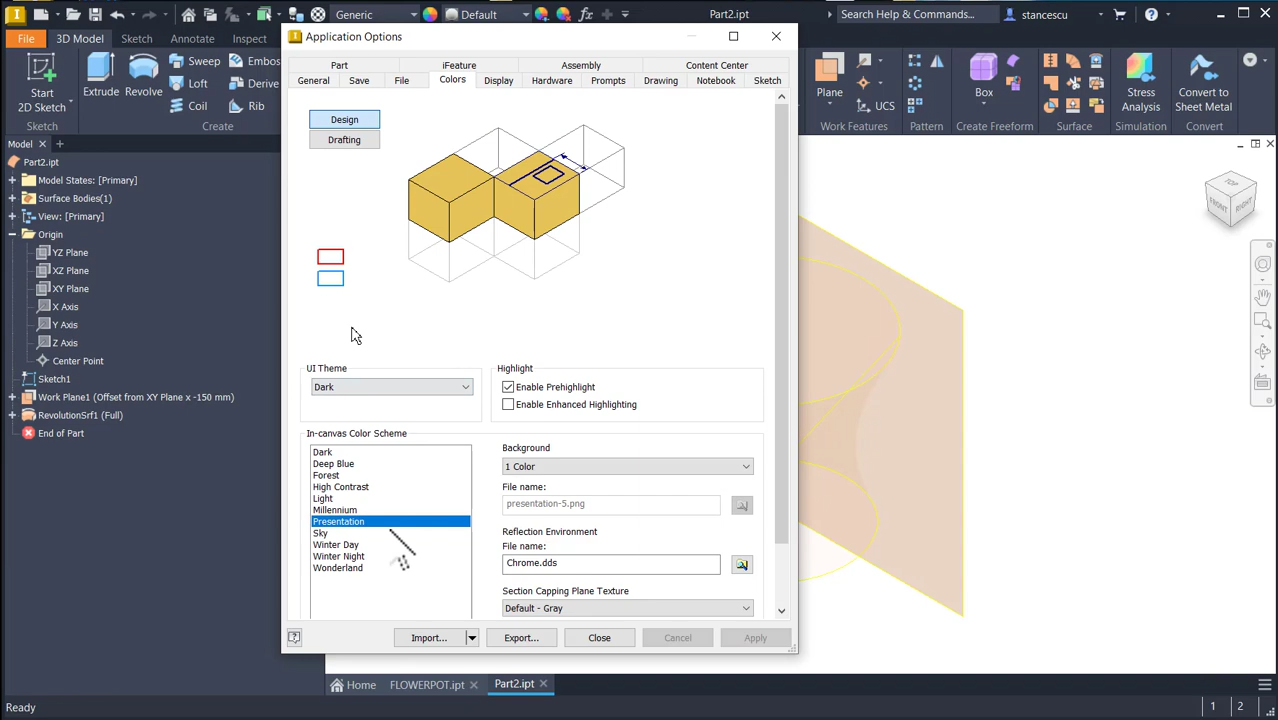 Generic
Default
fx
Part2.ipt
Search Help & Commands...
stancescu
?
File
3D Model
Sketch
Annotate
Inspect
Start
2D Sketch
Sketch
Extrude
Revolve
Sweep
Loft
Coil
Embos
Derive
Rib
Create
Plane
UCS
Work Features
Pattern
Box
Create Freeform
Surface
Stress
Analysis
Simulation
Convert to
Sheet Metal
Convert
Model
Part2.ipt
Model States: [Primary]
Surface Bodies(1)
View: [Primary]
Origin
YZ Plane
XZ Plane
XY Plane
X Axis
Y Axis
Z Axis
Center Point
Sketch1
Work Plane1 (Offset from XY Plane x -150 mm)
RevolutionSrf1 (Full)
End of Part
Application Options
Part
iFeature
Assembly
Content Center
General
Save
File
Colors
Display
Hardware
Prompts
Drawing
Notebook
Sketch
Design
Drafting
UI Theme
Dark
Highlight
Enable Prehighlight
Enable Enhanced Highlighting
In-canvas Color Scheme
Dark
Deep Blue
Forest
High Contrast
Light
Millennium
Presentation
Sky
Winter Day
Winter Night
Wonderland
Background
1 Color
File name:
presentation-5.png
Reflection Environment
File name:
Chrome.dds
Section Capping Plane Texture
Default - Gray
?
Import...
Export...
Close
Cancel
Apply
TOP
FRONT
RIGHT
Home
FLOWERPOT.ipt
Part2.ipt
Ready
1
2